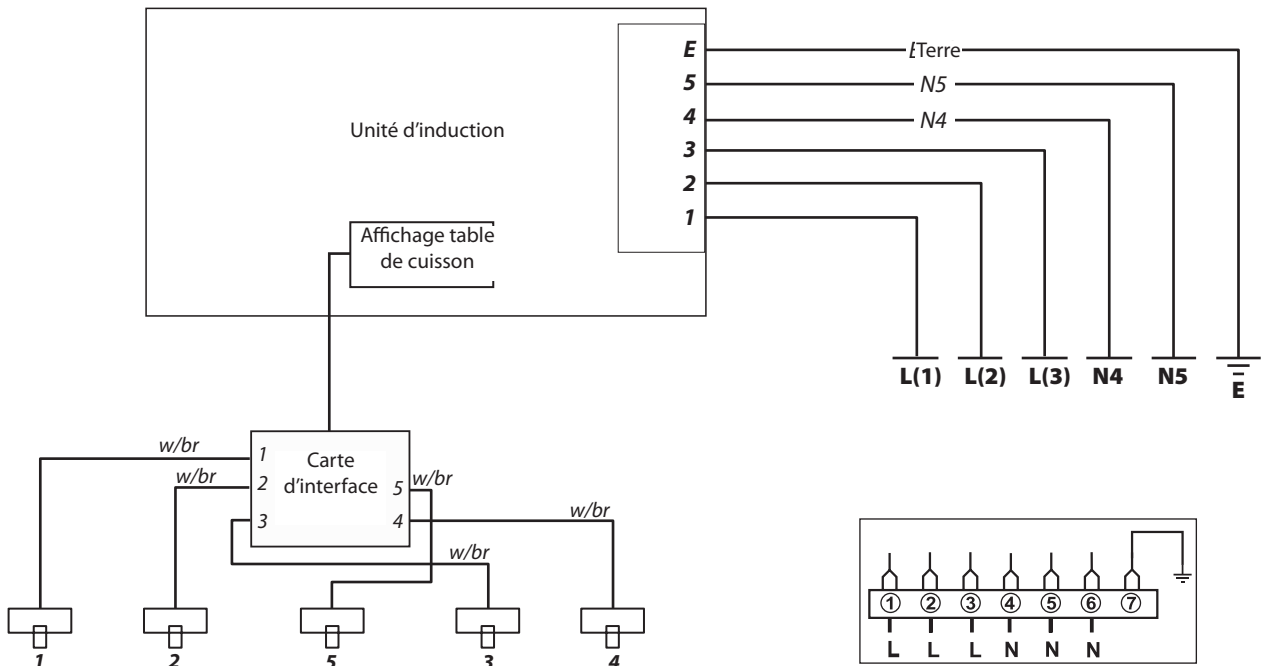 E
ETerre
5
N5
Unité d’induction
4
N4
3
2
1
Affichage table
de cuisson
L(1) L(2) L(3) N4 N5 E
w/br
1
Carte
d’interface
w/br
2
5
w/br
3
4
w/br
w/br
1 2 5 3 4
1 2 3 4 5 6 7
L L L N N N